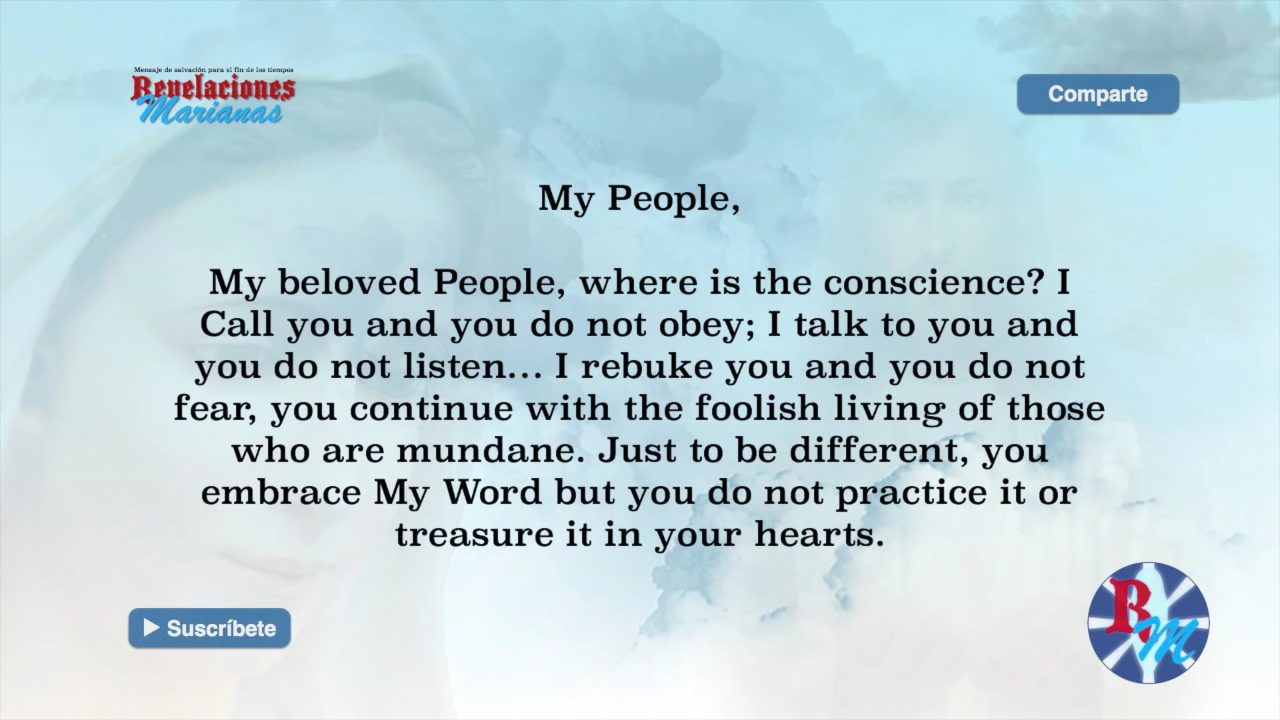 Mensaje de salvación para el fin de los tiempos
Revelaciones
Marianas
Comparte
My People,
My beloved People, where is the conscience? I
Call you and you do not obey; I talk to you and
you do not listen... I rebuke you and you do not
fear, you continue with the foolish living of those
who are mundane. Just to be different, you
embrace My Word but you do not practice it or
treasure it in your hearts.
Suscríbete
RM